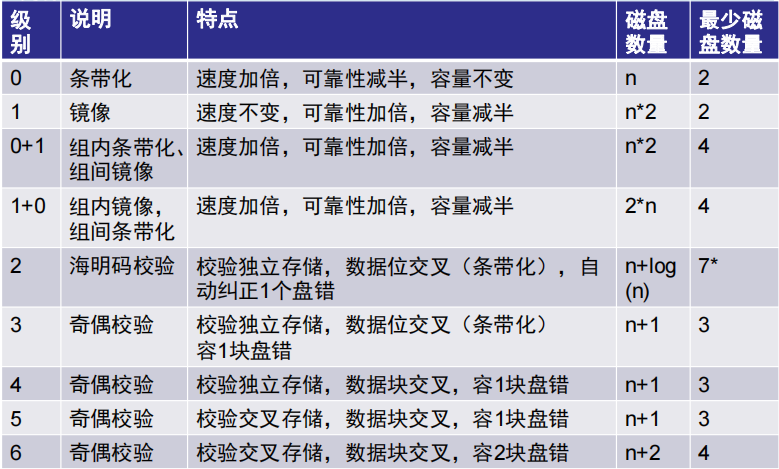 级别 说明 特点 磁盘数量 最少磁盘数量
0 条带化 速度加倍，可靠性减半，容量不变 n 2
1 镜像 速度不变，可靠性加倍，容量减半 n*2 2
0+1 组内条带化、 速度加倍，可靠性加倍，容量减半 n*2 4
组间镜像
1+0 组内镜像， 速度加倍，可靠性加倍，容量减半 2*n 4
组间条带化
2 海明码校验 校验独立存储，数据位交叉（条带化），自 n+log 7*
动纠正1个盘错 (n)
3 奇偶校验 校验独立存储，数据位交叉（条带化） n+1 3
容1块盘错
4 奇偶校验 校验独立存储，数据块交叉，容1块盘错 n+1 3
5 奇偶校验 校验交叉存储，数据块交叉，容1块盘错 n+1 3
6 奇偶校验 校验交叉存储，数据块交叉，容2块盘错 n+2 4